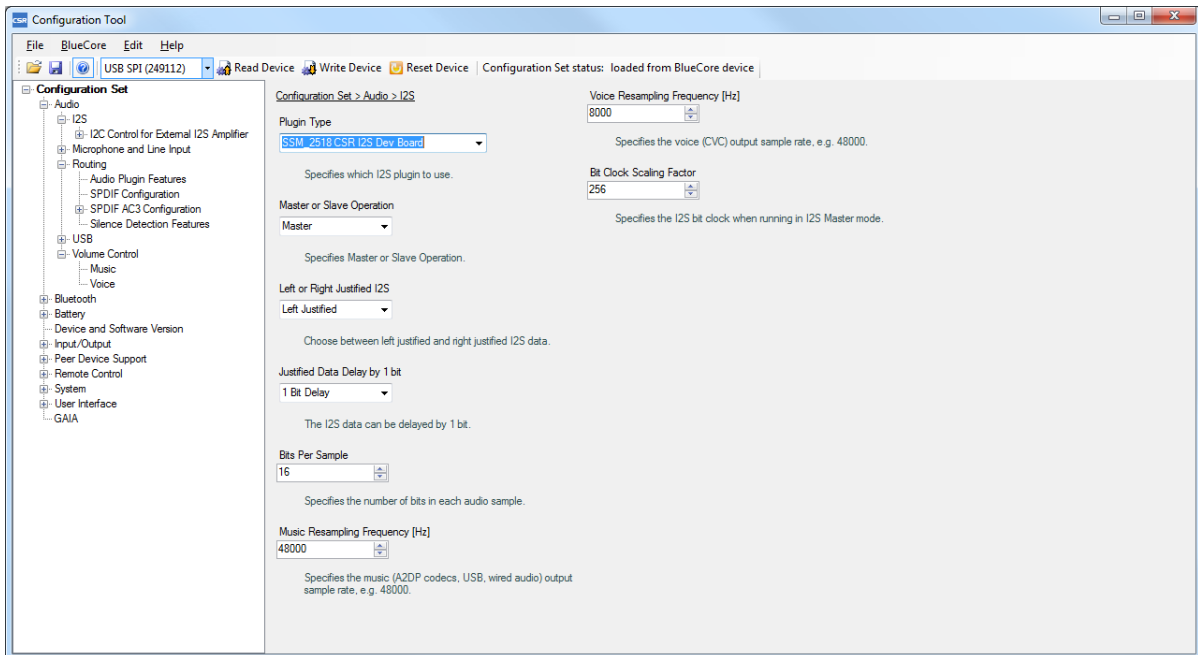 CSR Configuration Tool
File BlueCore Edit Help
USB SPI (249112) Read Device Write Device Reset Device Configuration Set status: loaded from BlueCore device
Configuration Set
Audio
I2S
I2C Control for External I2S Amplifier
Microphone and Line Input
Routing
Audio Plugin Features
SPDIF Configuration
SPDIF AC3 Configuration
Silence Detection Features
USB
Volume Control
Music
Voice
Bluetooth
Battery
Device and Software Version
Input/Output
Peer Device Support
Remote Control
System
User Interface
GAIA
Configuration Set > Audio > I2S
Plugin Type
SSM_2518 CSR I2S Dev Board
Specifies which I2S plugin to use.
Master or Slave Operation
Master
Specifies Master or Slave Operation.
Left or Right Justified I2S
Left Justified
Choose between left justified and right justified I2S data.
Justified Data Delay by 1 bit
1 Bit Delay
The I2S data can be delayed by 1 bit.
Bits Per Sample
16
Specifies the number of bits in each audio sample.
Music Resampling Frequency [Hz]
48000
Specifies the music (A2DP codecs, USB, wired audio) output
sample rate, e.g. 48000.
Voice Resampling Frequency [Hz]
8000
Specifies the voice (CVC) output sample rate, e.g. 48000.
Bit Clock Scaling Factor
256
Specifies the I2S bit clock when running in I2S Master mode.